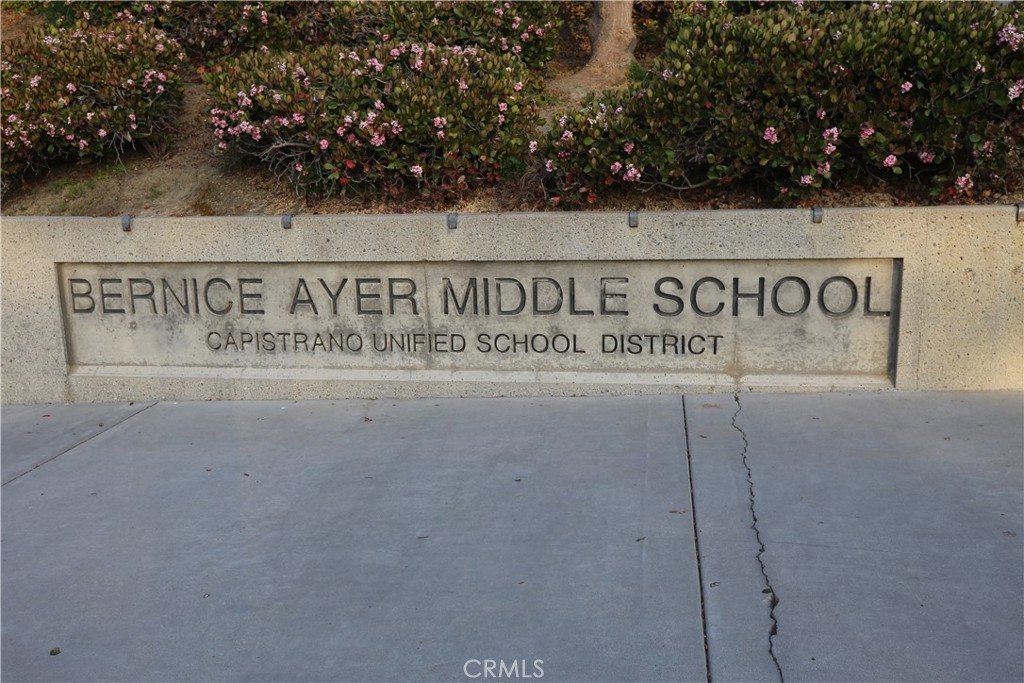 BERNICE AYER MIDDLE SCHOOL
CAPISTRANO UNIFIED SCHOOL DISTRICT
CRMLS